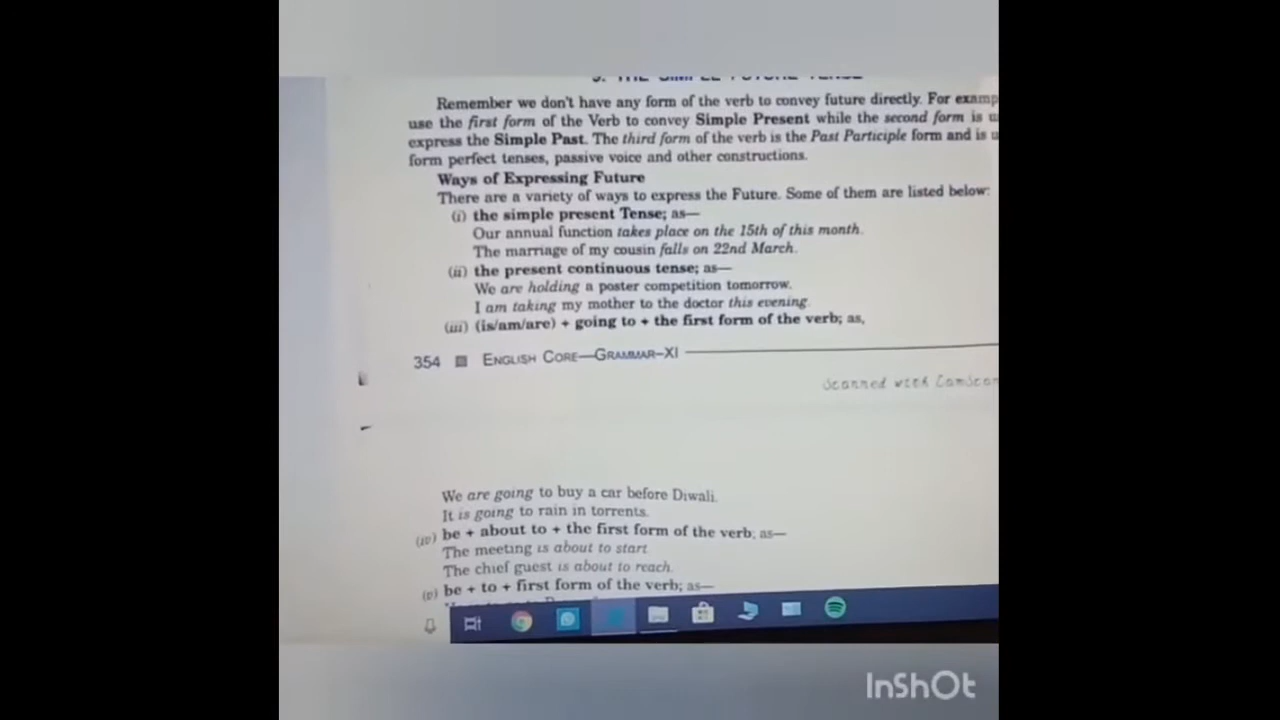 Remember we don't have any form of the verb to convey future directly. For
use the first form of the Verb to convey Simple Present while the second form is
express the Simple Past. The third form of the verb is the Past Participle form and is
form perfect tenses, passive voice and other constructions.
Ways of Expressing Future
There are a variety of ways to express the Future. Some of them are listed below:
(i) the simple present Tense; as—
Our annual function takes place on the 15th of this month.
The marriage of my cousin falls on 22nd March.
(ii) the present continuous tense; as—
We are holding a poster competition tomorrow.
I am taking my mother to the doctor this evening.
(iii) (is/am/are) + going to + the first form of the verb; as,
354 ENGLISH CORE—GRAMMAR–XI
Scanned with
We are going to buy a car before Diwali.
It is going to rain in torrents.
(iv) be + about to + the first form of the verb; as—
The meeting is about to start
The chief guest is about to reach.
(v) be + to + first form of the verb; as—
InShOt